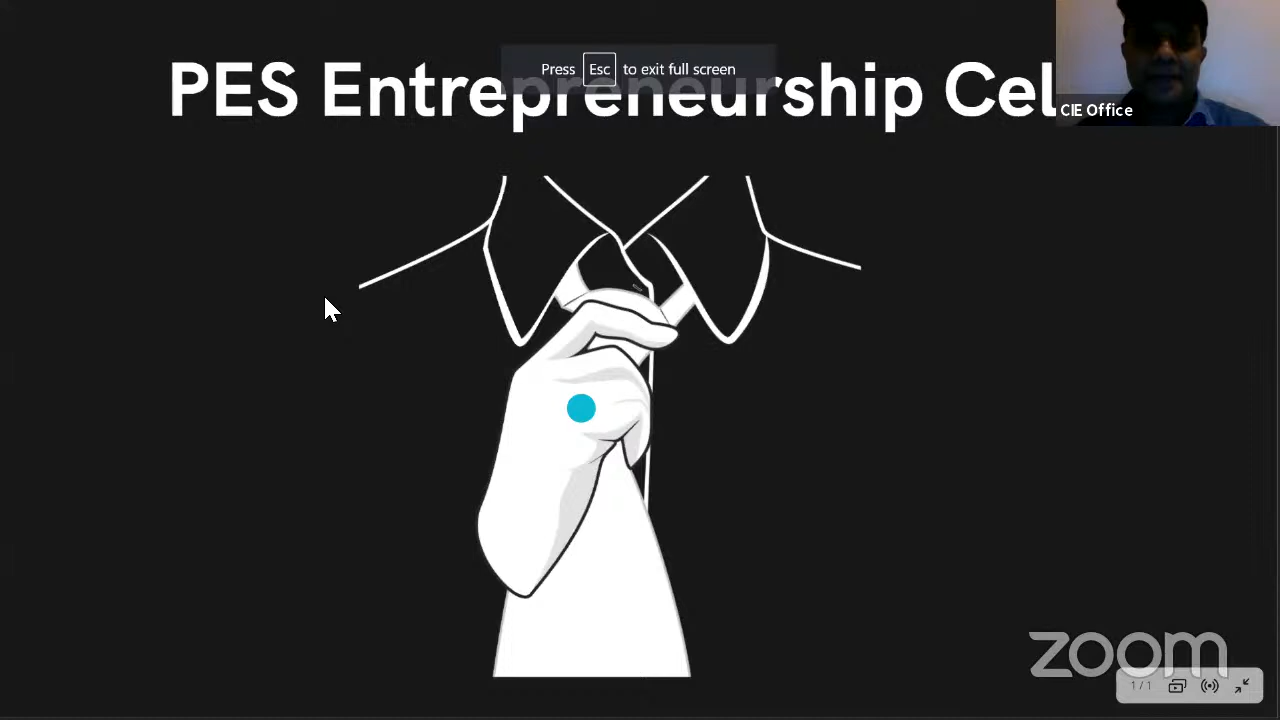 PES Entrepreneurship Cel
Press Esc to exit full screen
CIE Office
zoom
1/1